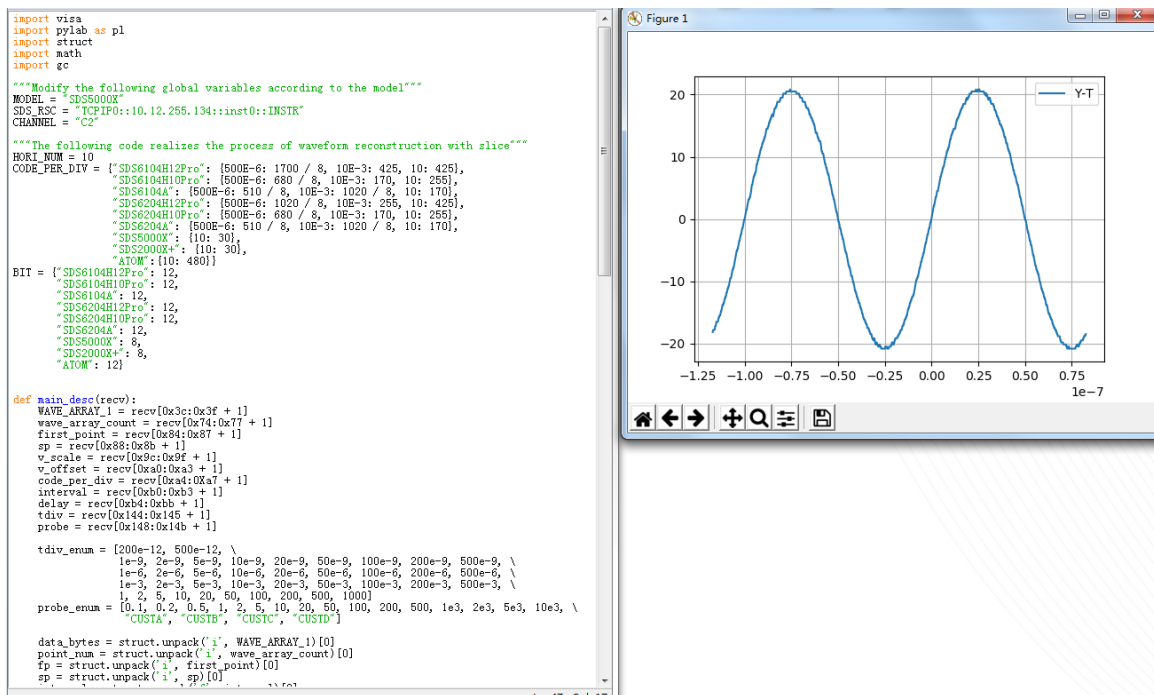 import visa
import pylab as pl
import struct
import math
import gc
"""Modify the following global variables according to the model"""
MODEL = "SDS5000X"
SDS_RSC = "TCPIP0::10.12.255.134::inst0::INSTR"
CHANNEL = "C2"
"""The following code realizes the process of waveform reconstruction with slice"""
HORI_NUM = 10
CODE_PER_DIV = {"SDS6104H12Pro": {500E-6: 1700 / 8, 10E-3: 425, 10: 425},
"SDS6104H10Pro": {500E-6: 680 / 8, 10E-3: 170, 10: 255},
"SDS6104A": {500E-6: 510 / 8, 10E-3: 1020 / 8, 10: 170},
"SDS6204H12Pro": {500E-6: 1020 / 8, 10E-3: 255, 10: 425},
"SDS6204H10Pro": {500E-6: 680 / 8, 10E-3: 170, 10: 255},
"SDS6204A": {500E-6: 510 / 8, 10E-3: 1020 / 8, 10: 170},
"SDS5000X": {10: 30},
"SDS2000X+": {10: 30},
"ATOM":{10: 480}}
BIT = {"SDS6104H12Pro": 12,
"SDS6104H10Pro": 12,
"SDS6104A": 12,
"SDS6204H12Pro": 12,
"SDS6204H10Pro": 12,
"SDS6204A": 12,
"SDS5000X": 8,
"SDS2000X+": 8,
"ATOM": 12}
def main_desc(recv):
WAVE_ARRAY_1 = recv[0x3c:0x3f + 1]
wave_array_count = recv[0x74:0x77 + 1]
first_point = recv[0x84:0x87 + 1]
sp = recv[0x88:0x8b + 1]
v_scale = recv[0x9c:0x9f + 1]
v_offset = recv[0xa0:0xa3 + 1]
code_per_div = recv[0xa4:0Xa7 + 1]
interval = recv[0xb0:0xb3 + 1]
delay = recv[0xb4:0xbb + 1]
tdiv = recv[0x144:0x145 + 1]
probe = recv[0x148:0x14b + 1]
tdiv_enum = [200e-12, 500e-12, \
1e-9, 2e-9, 5e-9, 10e-9, 20e-9, 50e-9, 100e-9, 200e-9, 500e-9, \
1e-6, 2e-6, 5e-6, 10e-6, 20e-6, 50e-6, 100e-6, 200e-6, 500e-6, \
1e-3, 2e-3, 5e-3, 10e-3, 20e-3, 50e-3, 100e-3, 200e-3, 500e-3, \
1, 2, 5, 10, 20, 50, 100, 200, 500, 1000]
probe_enum = [0.1, 0.2, 0.5, 1, 2, 5, 10, 20, 50, 100, 200, 500, 1e3, 2e3, 5e3, 10e3, \
"CUSTA", "CUSTB", "CUSTC", "CUSTD"]
data_bytes = struct.unpack('i', WAVE_ARRAY_1)[0]
point_num = struct.unpack('i', wave_array_count)[0]
fp = struct.unpack('i', first_point)[0]
sp = struct.unpack('i', sp)[0]
Figure 1
Y-T
20
10
0
−10
−20
−1.25 −1.00 −0.75 −0.50 −0.25 0.00 0.25 0.50 0.75
1e−7